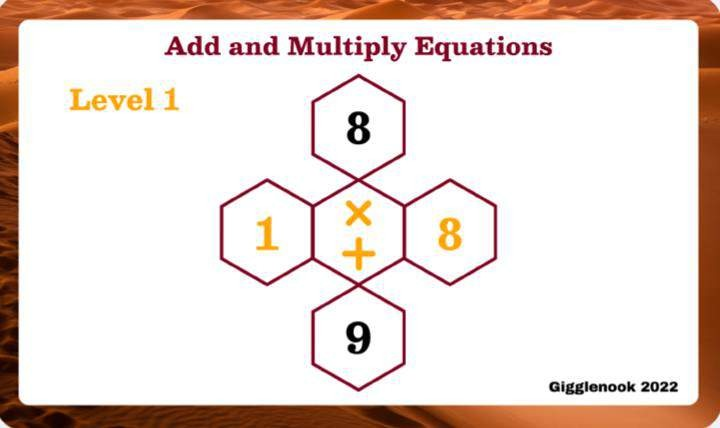 Add and Multiply Equations
Level 1
8
1 × 8
+
9
Gigglenook 2022